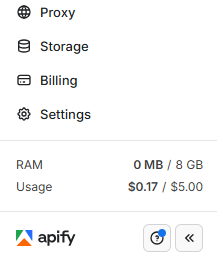 Proxy
Storage
Billing
Settings
RAM 0 MB / 8 GB
Usage $0.17 / $5.00
apify